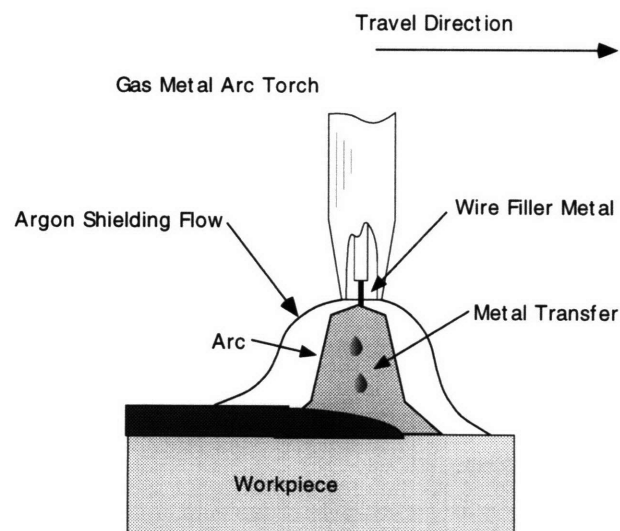 Travel Direction
Gas Metal Arc Torch
Wire Filler Metal
Argon Shielding Flow
Metal Transfer
Arc
Workpiece